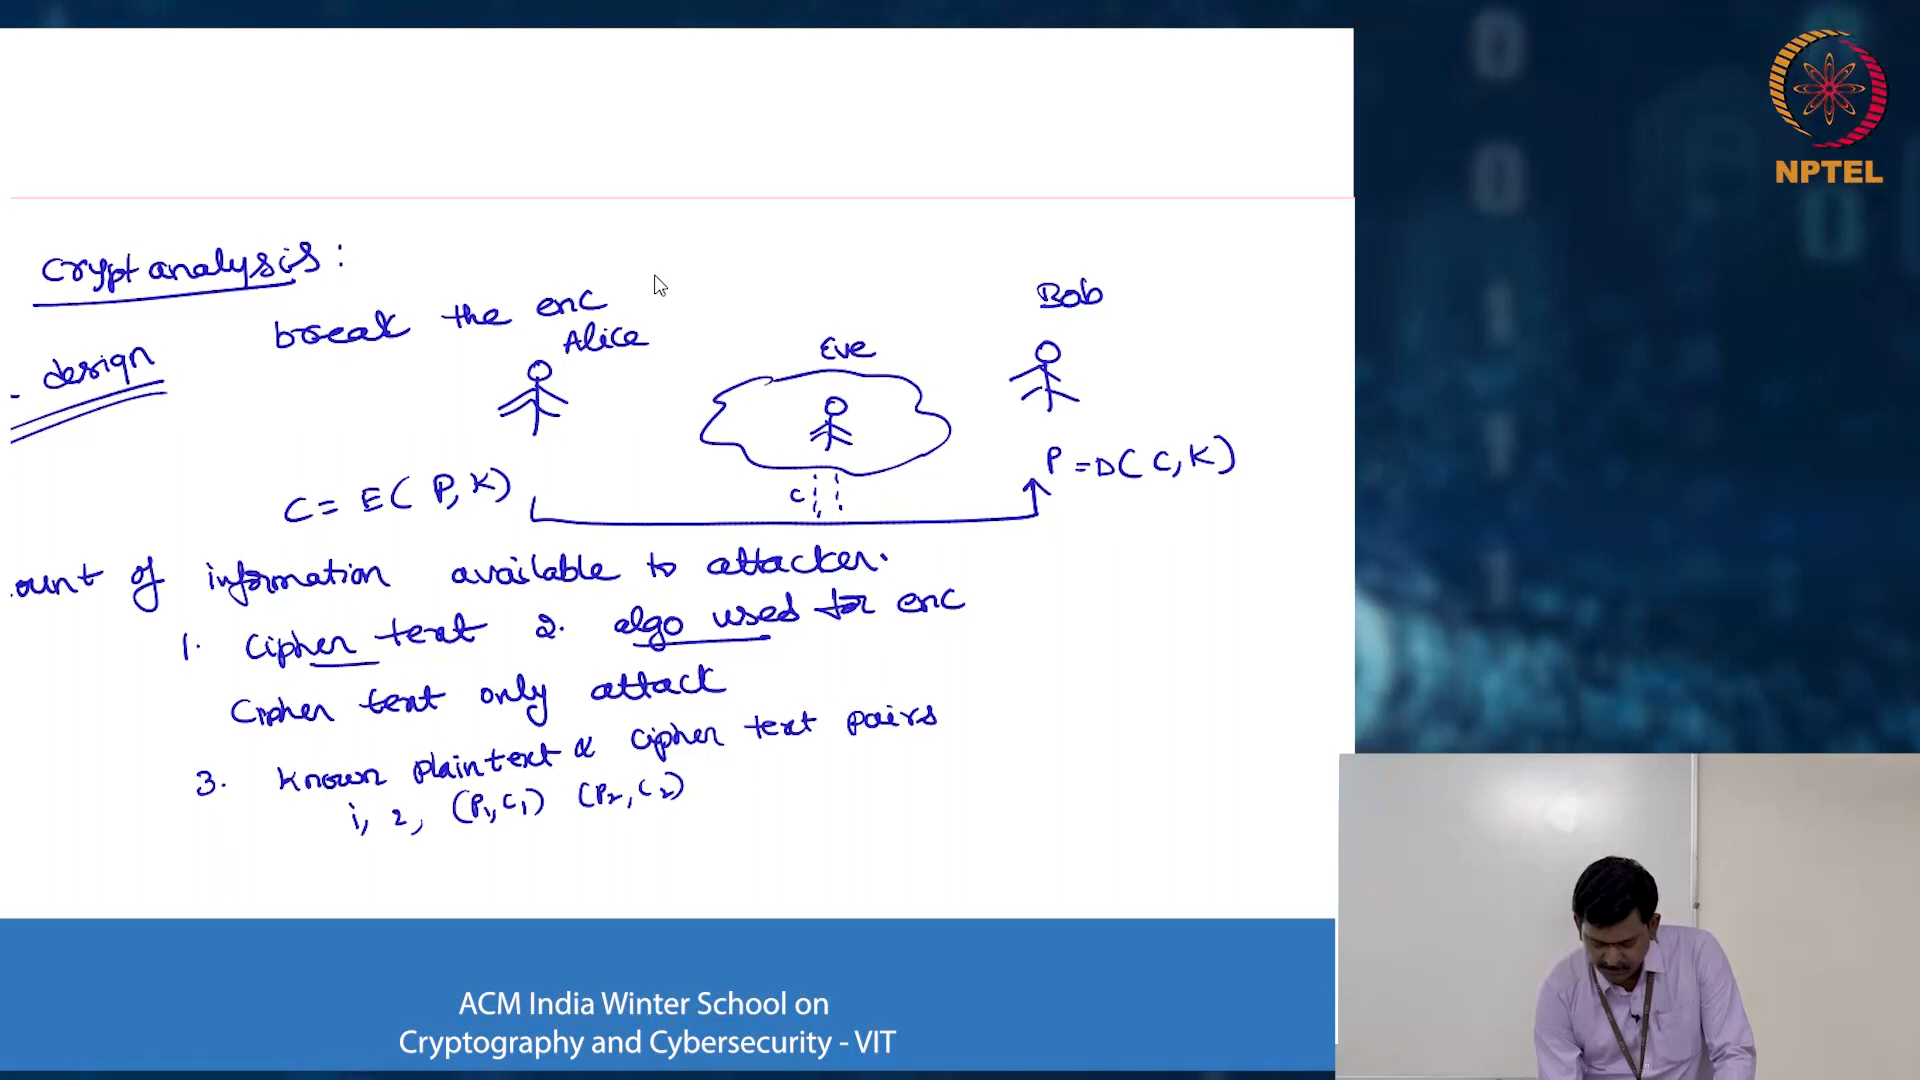 NPTEL
Cryptanalysis:
break the enc
- design
Alice
Eve
Bob
C = E( P, K)
C
P = D( C, K)
ount of information available to attacker.
1. Cipher text 2. algo used for enc
Cipher text only attack
3. Known plaintext & Cipher text pairs
1, 2, (P1, C1) (P2, C2)
ACM India Winter School on
Cryptography and Cybersecurity - VIT